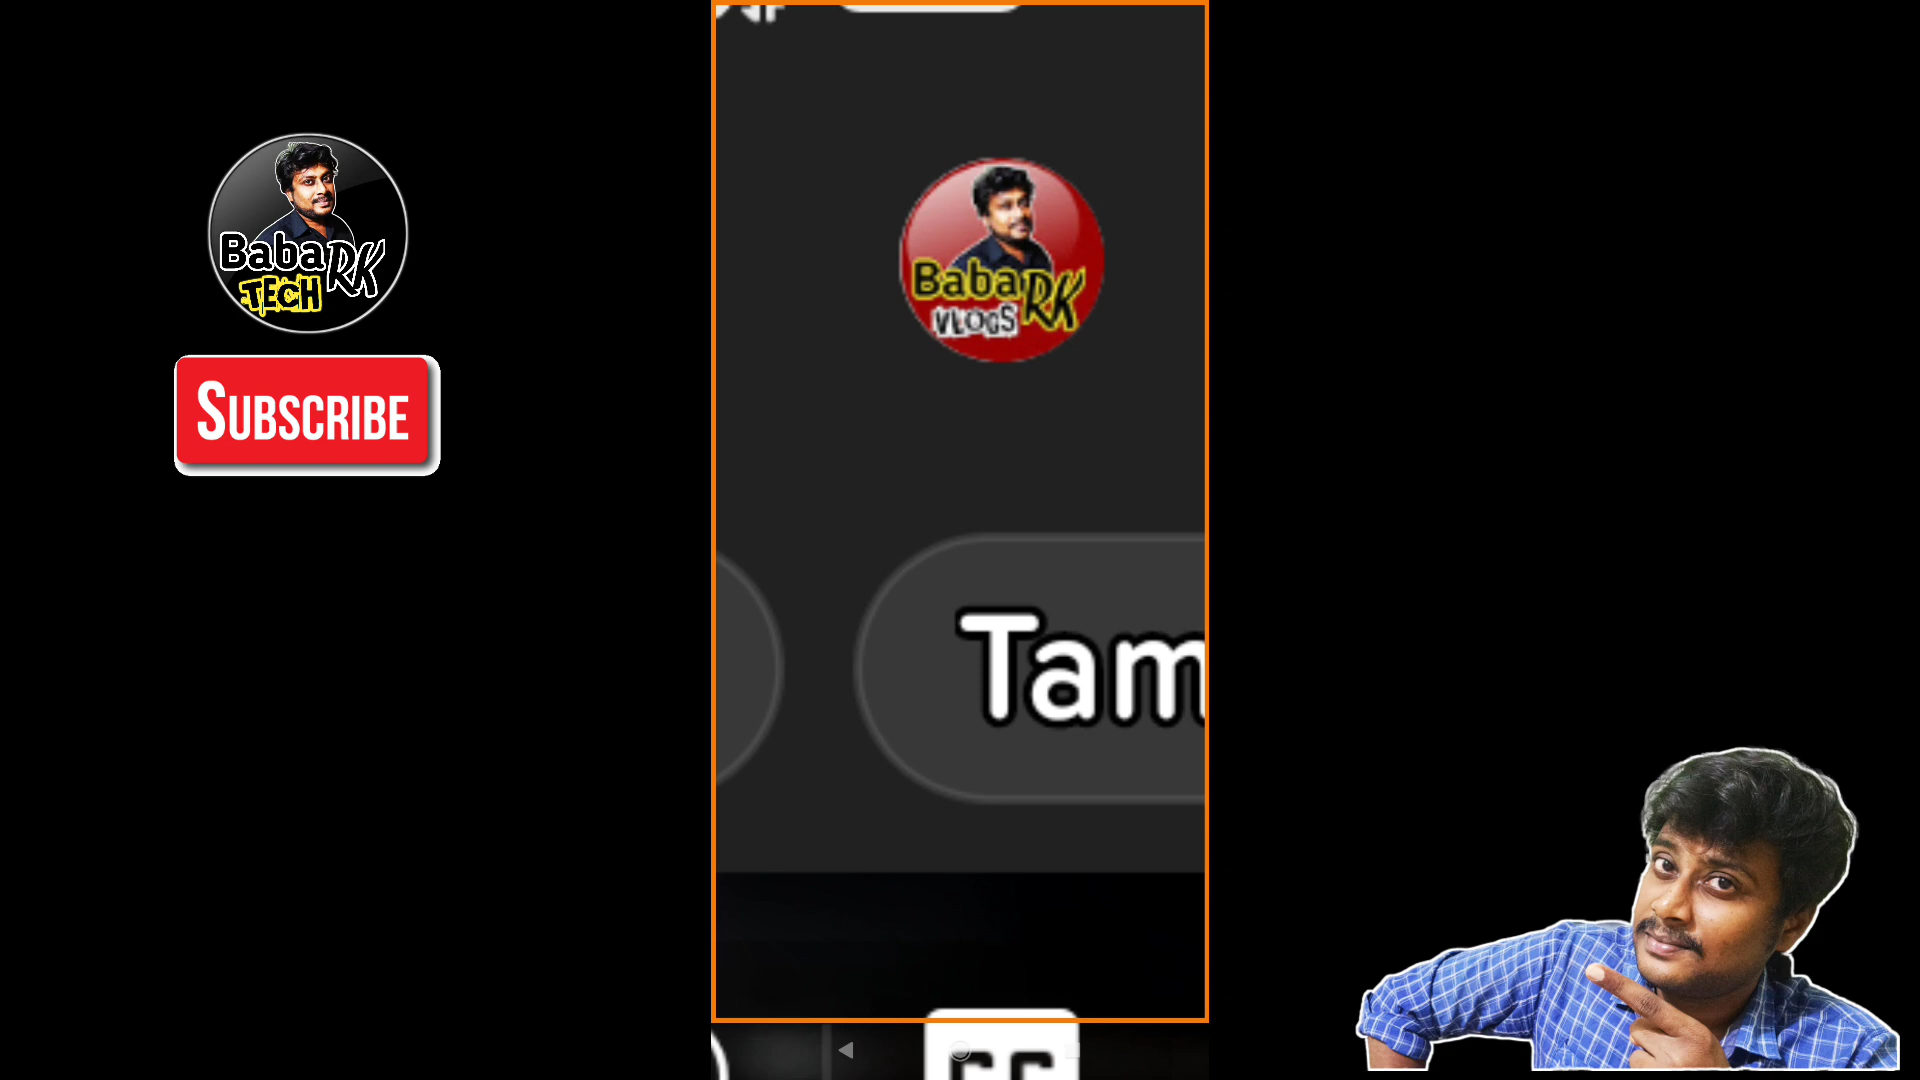 Baba RK
TECH
SUBSCRIBE
Baba RK
VLOGS
Tam